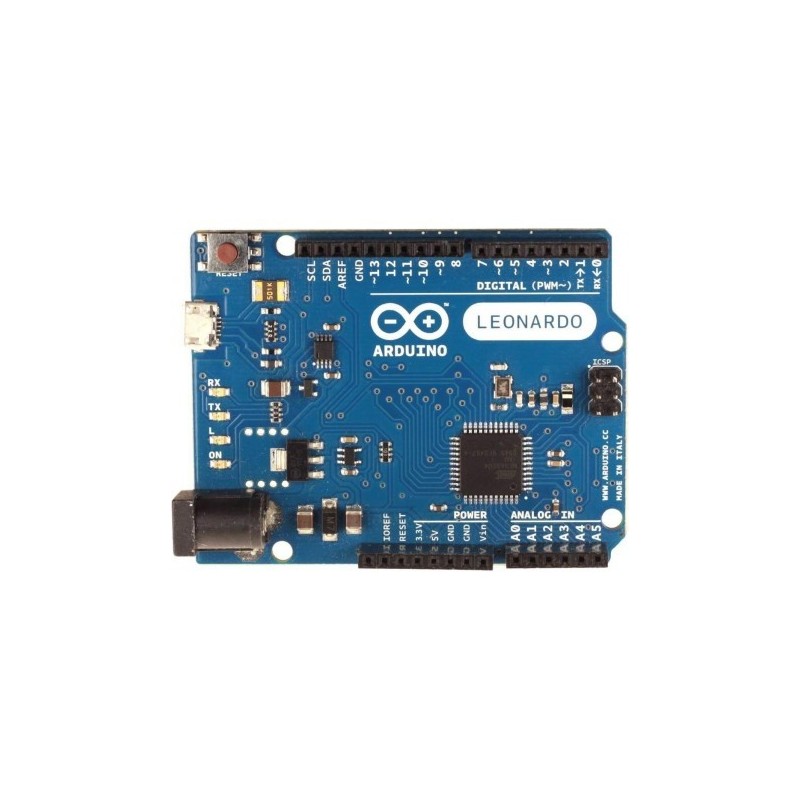 RESET
SCL
SDA
AREF
GND
~13
12
~11
~10
~9
8
7
~6
~5
4
~3
2
TX→1
RX←0
DIGITAL (PWM~)
ARDUINO
™
LEONARDO
ICSP
RX
TX
L
ON
WWW.ARDUINO.CC
MADE IN ITALY
POWER
ANALOG IN
IOREF
RESET
3.3V
5V
GND
GND
Vin
A0
A1
A2
A3
A4
A5